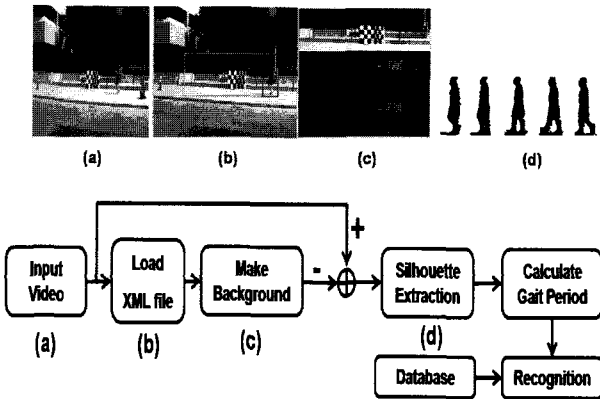 (a)
(b)
(c)
(d)
+
Input
Video
Load
XML file
Make
Background
-
Silhouette
Extraction
Calculate
Gait Period
(a)
(b)
(c)
(d)
Database
Recognition